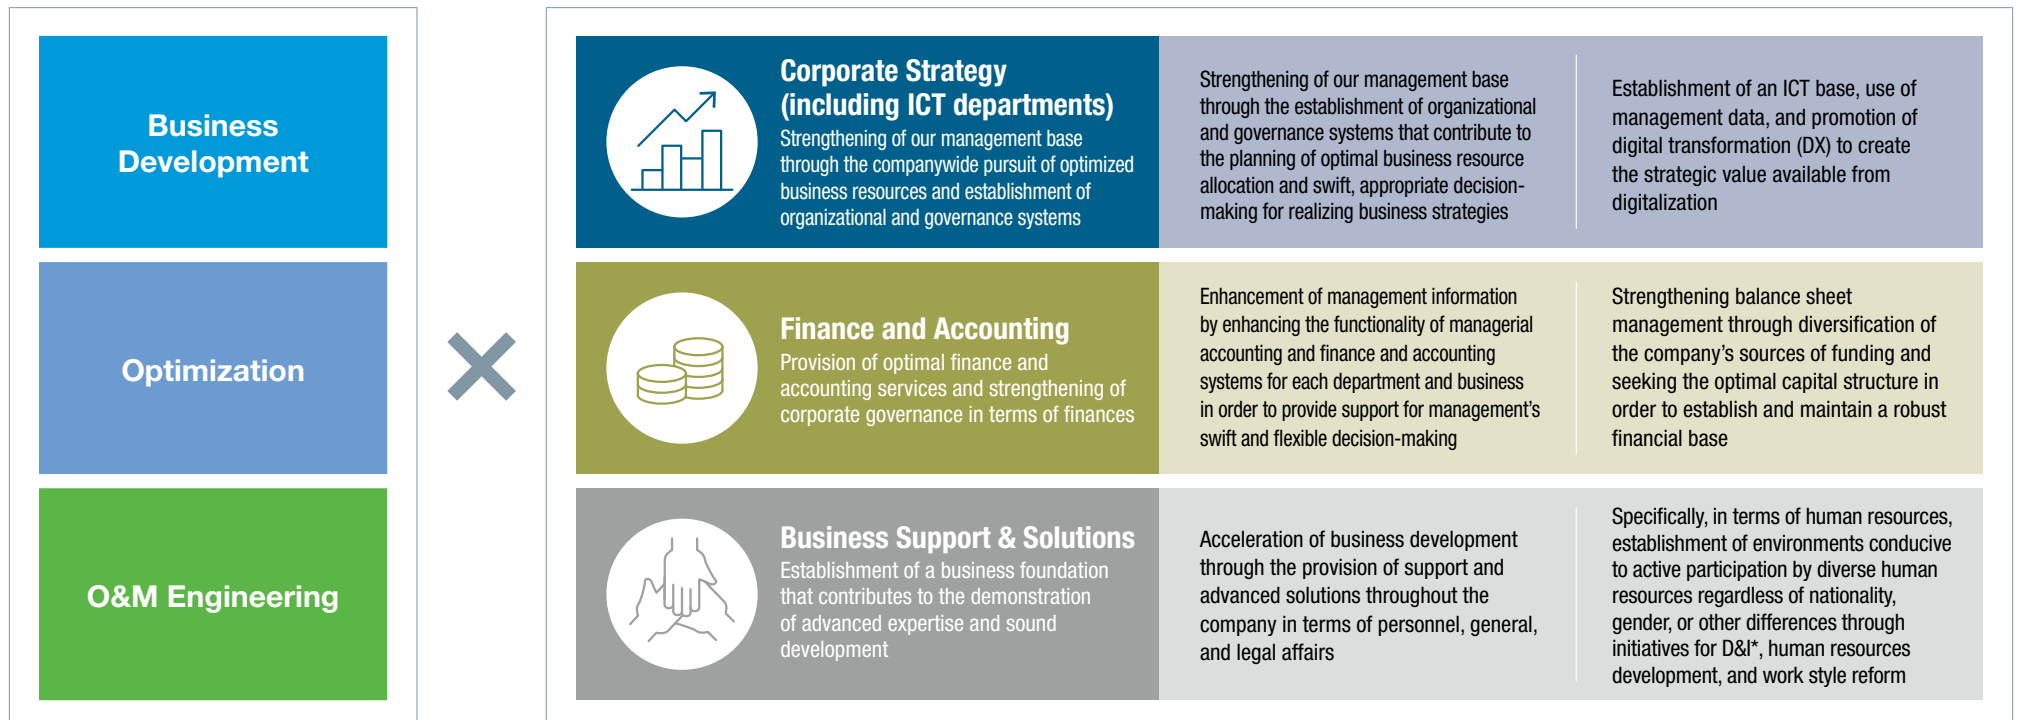 Business
Development
Optimization
O&M Engineering
Corporate Strategy
(including ICT departments)
Strengthening of our management base
through the companywide pursuit of optimized
business resources and establishment of
organizational and governance systems
Strengthening of our management base
through the establishment of organizational
and governance systems that contribute to
the planning of optimal business resource
allocation and swift, appropriate decision-
making for realizing business strategies
Establishment of an ICT base, use of
management data, and promotion of
digital transformation (DX) to create
the strategic value available from
digitalization
Finance and Accounting
Provision of optimal finance and
accounting services and strengthening of
corporate governance in terms of finances
Enhancement of management information
by enhancing the functionality of managerial
accounting and finance and accounting
systems for each department and business
in order to provide support for management’s
swift and flexible decision-making
Strengthening balance sheet
management through diversification of
the company’s sources of funding and
seeking the optimal capital structure in
order to establish and maintain a robust
financial base
Business Support & Solutions
Establishment of a business foundation
that contributes to the demonstration
of advanced expertise and sound
development
Acceleration of business development
through the provision of support and
advanced solutions throughout the
company in terms of personnel, general,
and legal affairs
Specifically, in terms of human resources,
establishment of environments conducive
to active participation by diverse human
resources regardless of nationality,
gender, or other differences through
initiatives for D&I*, human resources
development, and work style reform